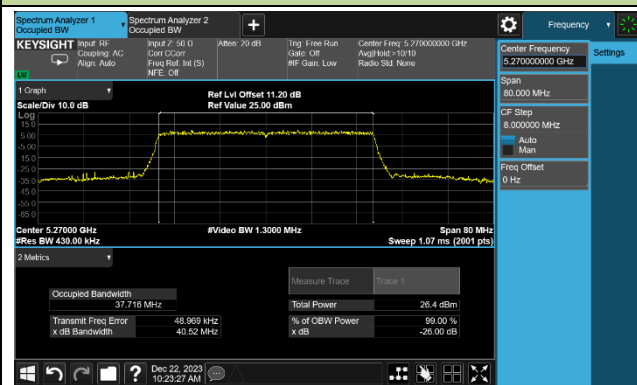 Spectrum Analyzer 1
Occupied BW
Spectrum Analyzer 2
Occupied BW
Frequency
KEYSIGHT
Input: RF
Coupling: AC
Align: Auto
Input Z: 50 Ω
Corr CCorr
Freq Ref: Int (S)
NFE: Off
Atten: 20 dB
Trig: Free Run
Gate: Off
#IF Gain: Low
Center Freq: 5.270000000 GHz
Avg|Hold:>10/10
Radio Std: None
LM
Center Frequency
5.270000000 GHz
Settings
Span
80.000 MHz
CF Step
8.000000 MHz
Auto
Man
Freq Offset
0 Hz
1 Graph
Scale/Div 10.0 dB
Ref Lvl Offset 11.20 dB
Ref Value 25.00 dBm
Log
15.0
5.00
-5.00
-15.0
-25.0
-35.0
-45.0
-55.0
-65.0
Center 5.27000 GHz
#Video BW 1.3000 MHz
Span 80 MHz
#Res BW 430.00 kHz
Sweep 1.07 ms (2001 pts)
2 Metrics
Measure Trace
Trace 1
Occupied Bandwidth
37.716 MHz
Total Power
26.4 dBm
Transmit Freq Error
48.969 kHz
% of OBW Power
99.00 %
x dB Bandwidth
40.52 MHz
x dB
-26.00 dB
?
Dec 22, 2023
10:23:27 AM